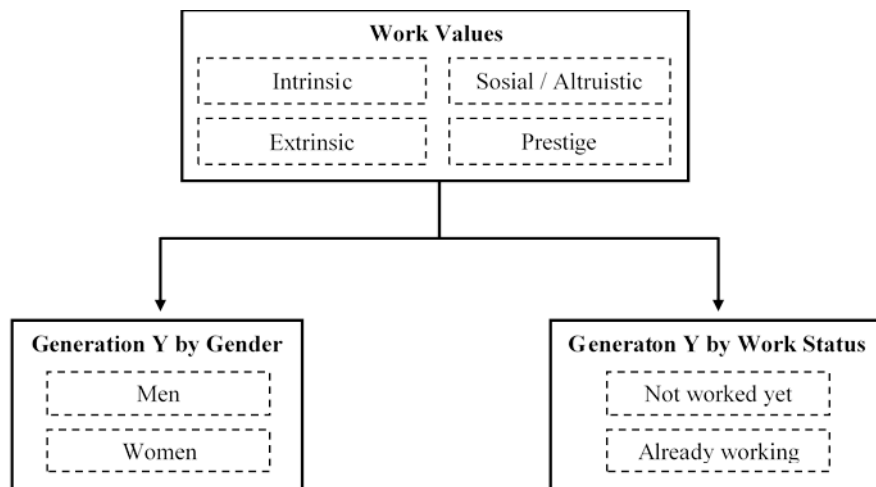 Work Values
Intrinsic
Sosial / Altruistic
Extrinsic
Prestige
Generation Y by Gender
Men
Women
Generaton Y by Work Status
Not worked yet
Already working